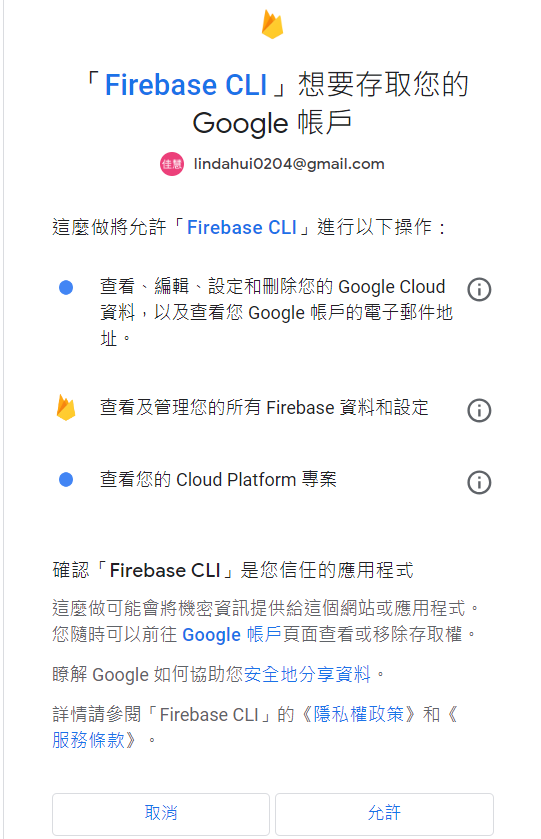 「Firebase CLI」想要存取您的
Google 帳戶
佳慧 lindahui0204@gmail.com
這麼做將允許「Firebase CLI」進行以下操作：
查看、編輯、設定和刪除您的 Google Cloud
資料，以及查看您 Google 帳戶的電子郵件地
址。
查看及管理您的所有 Firebase 資料和設定
查看您的 Cloud Platform 專案
確認「Firebase CLI」是您信任的應用程式
這麼做可能會將機密資訊提供給這個網站或應用程式。
您隨時可以前往 Google 帳戶頁面查看或移除存取權。
瞭解 Google 如何協助您安全地分享資料。
詳情請參閱「Firebase CLI」的《隱私權政策》和《
服務條款》。
取消
允許